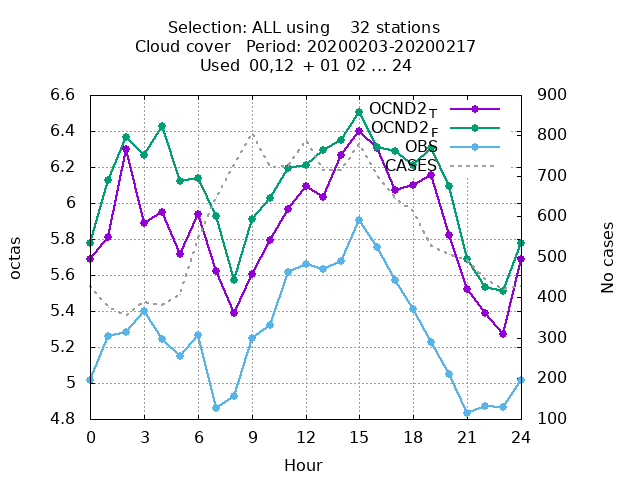 Selection: ALL using    32 stations
Cloud cover   Period: 20200203-20200217
Used  00,12  + 01 02 ... 24
6.6
6.4
6.2
6
5.8
5.6
5.4
5.2
5
4.8
octas
OCND2 T
OCND2 F
OBS
CASES
900
800
700
600
500
400
300
200
100
No cases
0 3 6 9 12 15 18 21 24
Hour